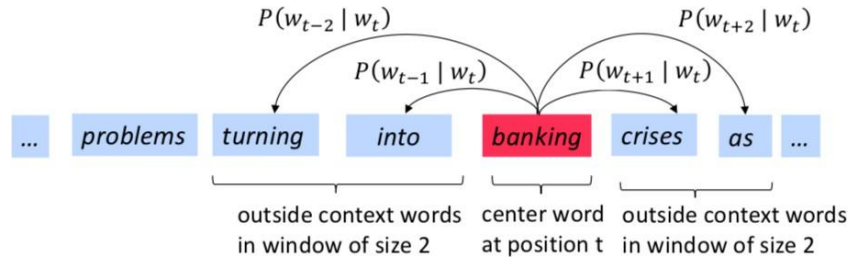 P(w_{t−2} | w_t) P(w_{t+2} | w_t)
P(w_{t−1} | w_t) P(w_{t+1} | w_t)
... problems turning into banking crises as ...
outside context words center word outside context words
in window of size 2 at position t in window of size 2